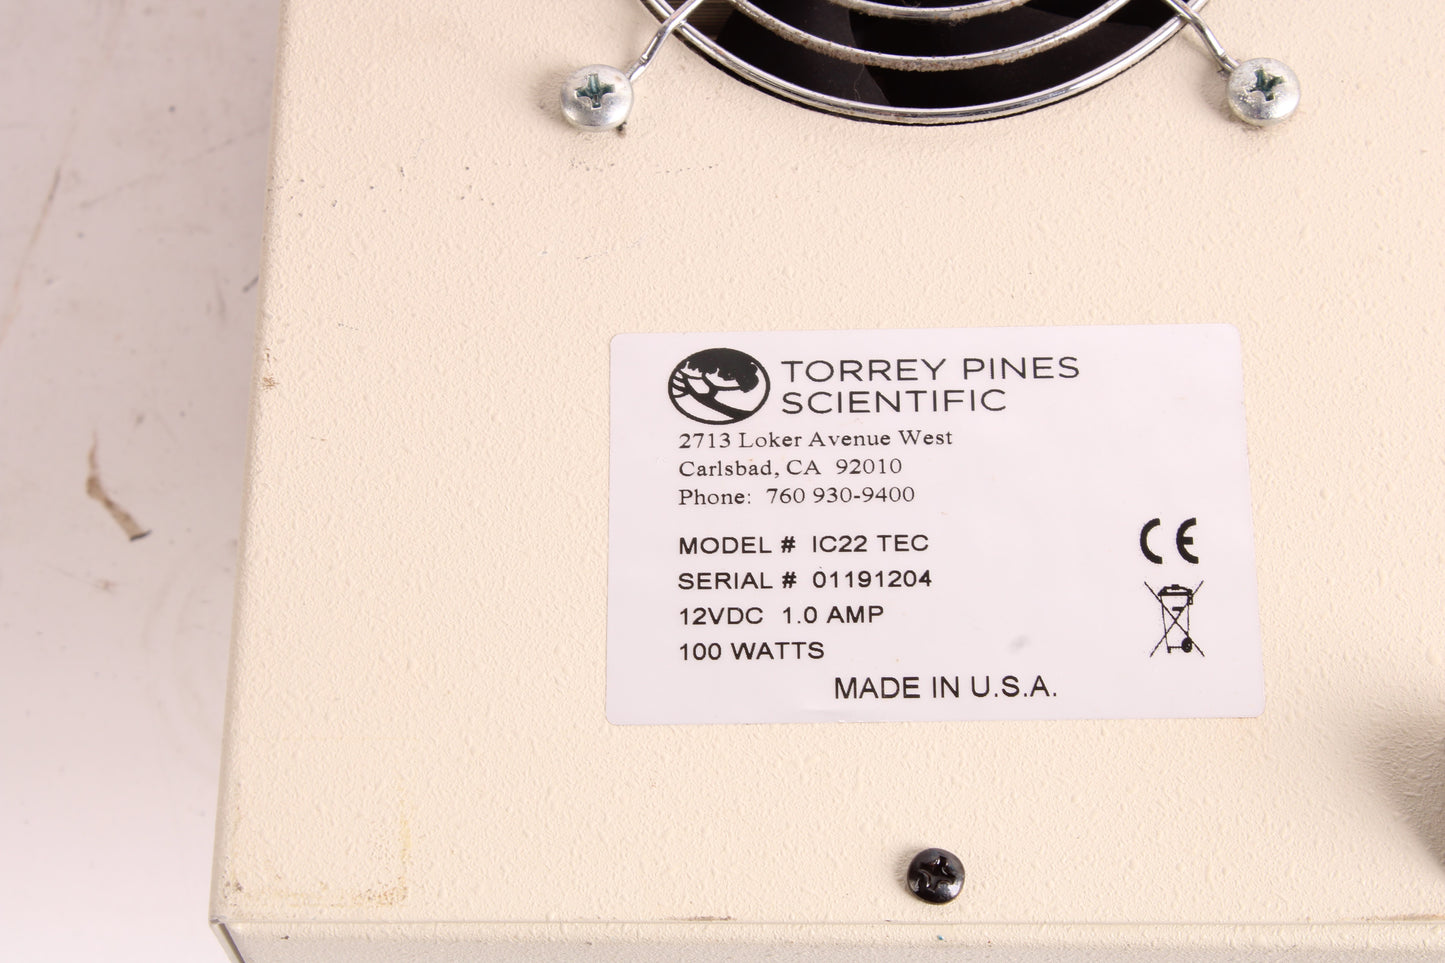 TORREY PINES
SCIENTIFIC
2713 Loker Avenue West
Carlsbad, CA 92010
Phone: 760 930-9400
MODEL # IC22 TEC
SERIAL # 01191204
12VDC 1.0 AMP
100 WATTS
MADE IN U.S.A.
CE